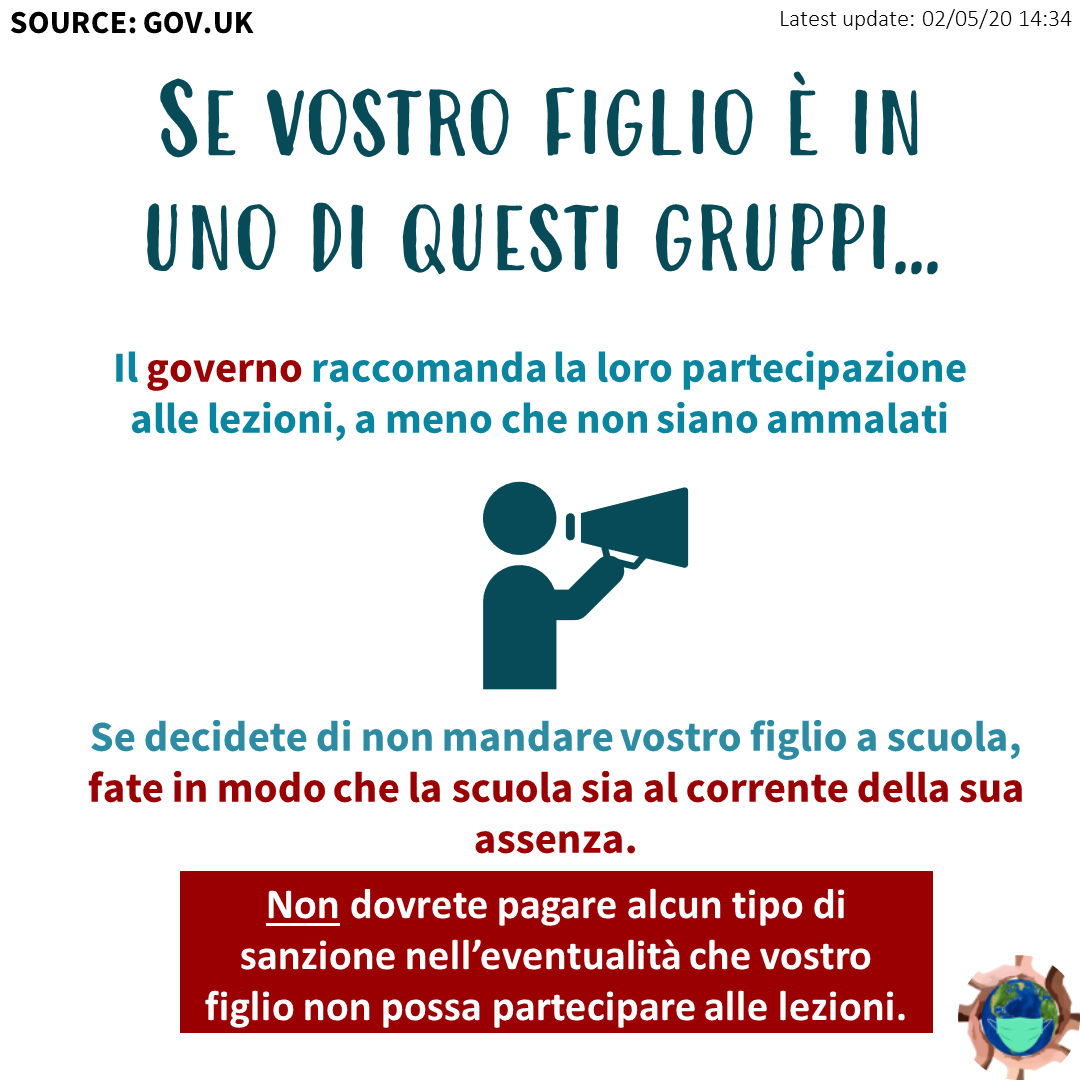 SOURCE: GOV.UK
Latest update: 02/05/20 14:34
SE VOSTRO FIGLIO È IN
UNO DI QUESTI GRUPPI...
Il governo raccomanda la loro partecipazione
alle lezioni, a meno che non siano ammalati
Se decidete di non mandare vostro figlio a scuola,
fate in modo che la scuola sia al corrente della sua
assenza.
Non dovrete pagare alcun tipo di
sanzione nell’eventualità che vostro
figlio non possa partecipare alle lezioni.